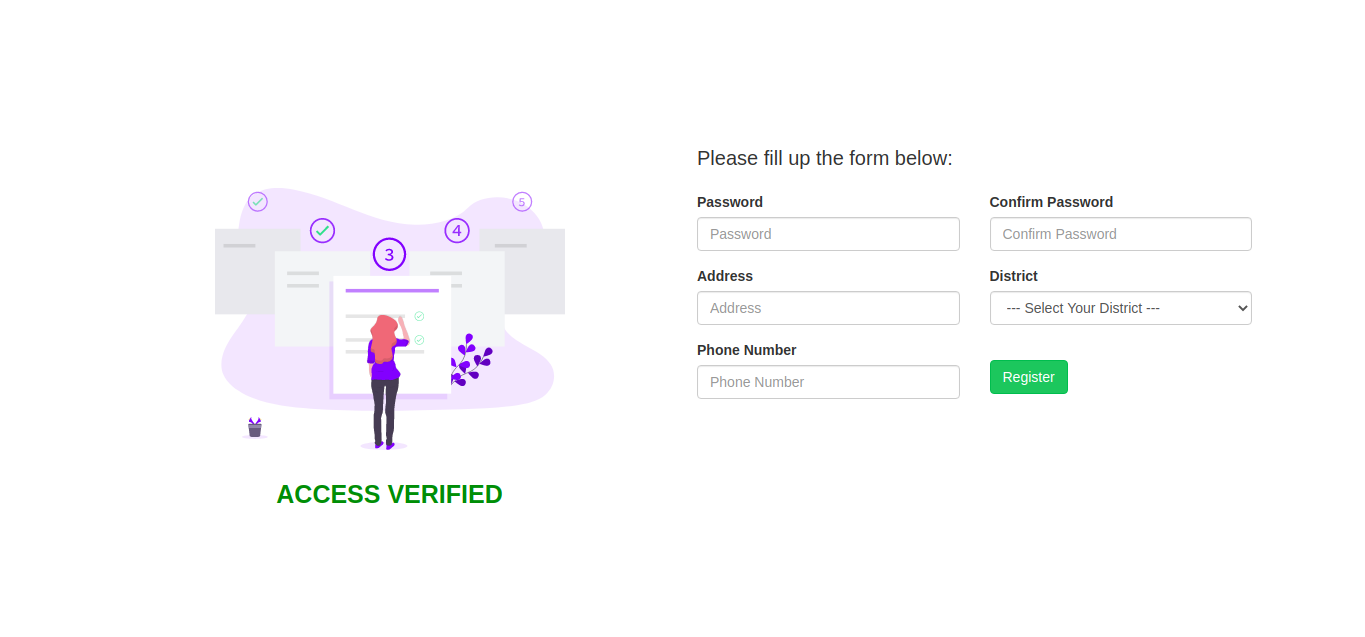 5
4
3
ACCESS VERIFIED
Please fill up the form below:
Password
Confirm Password
Password
Confirm Password
Address
District
Address
--- Select Your District ---
Phone Number
Phone Number
Register